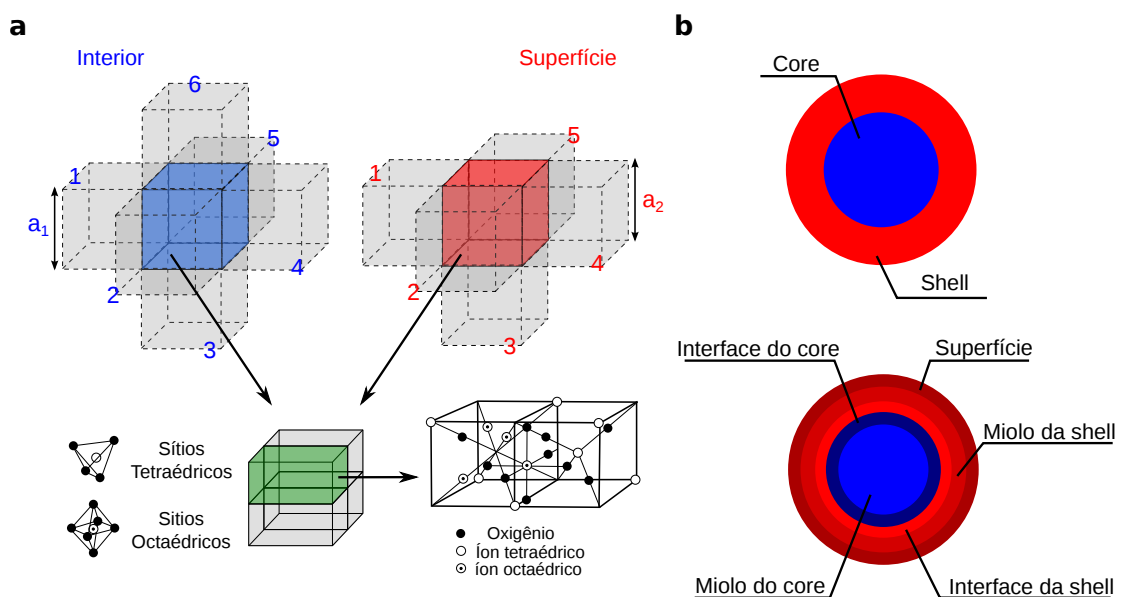 a
Interior
Superfície
6
5
1
a1
4
2
3
5
1
a2
4
2
3
Sítios
Tetraédricos
Sitios
Octaédricos
Oxigênio
Íon tetraédrico
íon octaédrico
b
Core
Shell
Interface do core
Superfície
Miolo da shell
Miolo do core
Interface da shell